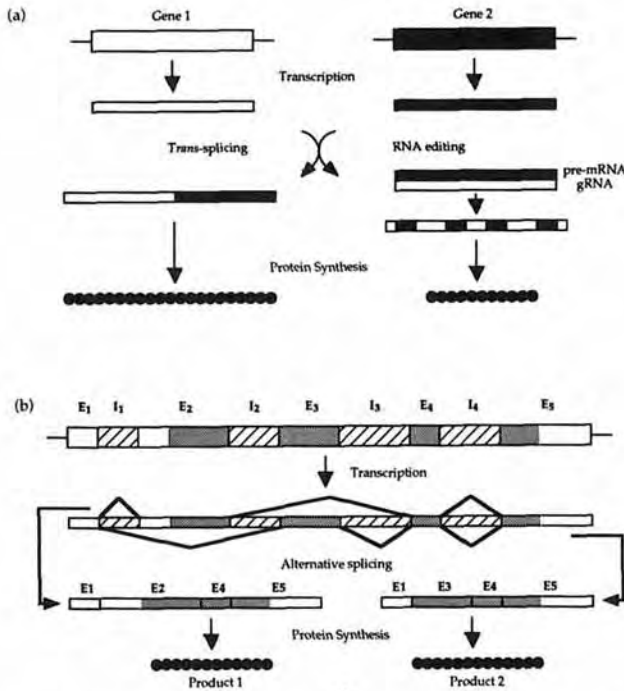 (a)
Gene 1 Gene 2
Transcription
Trans-splicing RNA editing
pre-mRNA
gRNA
Protein Synthesis
(b)
E1 I1 E2 I2 E3 I3 E4 I4 E5
Transcription
Alternative splicing
E1 E2 E4 E5 E1 E3 E4 E5
Protein Synthesis
Product 1 Product 2